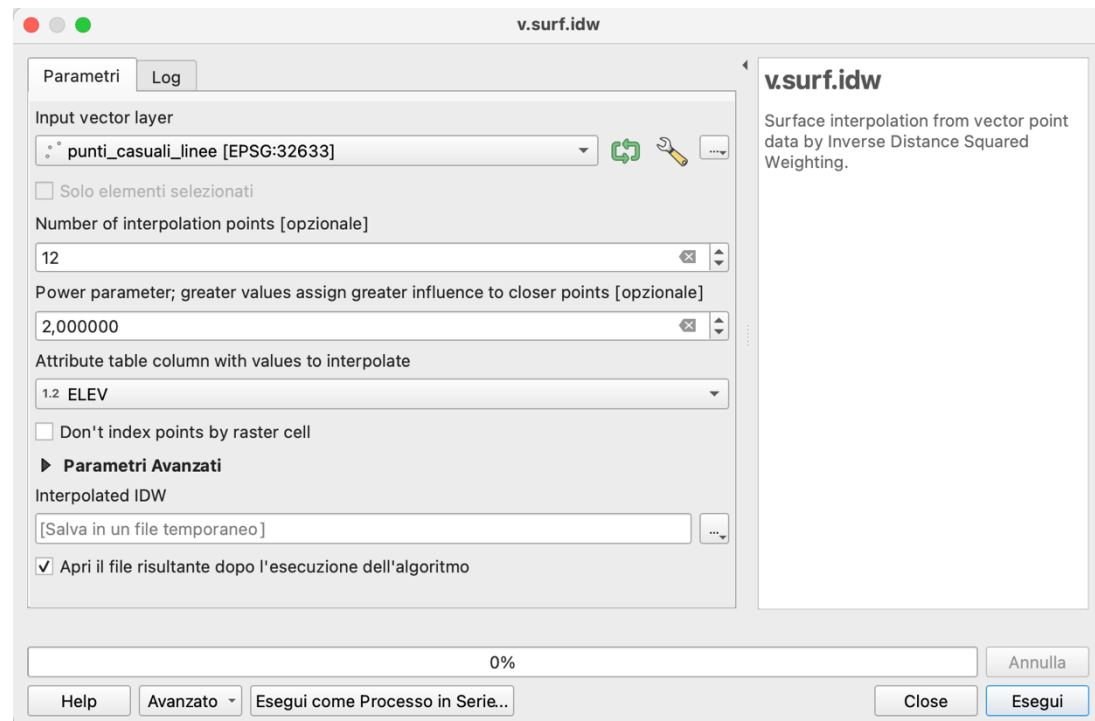 v.surf.idw
Parametri
Log
Input vector layer
punti_casuali_linee [EPSG:32633]
...
Solo elementi selezionati
Number of interpolation points [opzionale]
12
Power parameter; greater values assign greater influence to closer points [opzionale]
2,000000
Attribute table column with values to interpolate
1.2 ELEV
Don't index points by raster cell
Parametri Avanzati
Interpolated IDW
[Salva in un file temporaneo]
...
Apri il file risultante dopo l'esecuzione dell'algoritmo
v.surf.idw
Surface interpolation from vector point
data by Inverse Distance Squared
Weighting.
0%
Annulla
Help
Avanzato
Esegui come Processo in Serie...
Close
Esegui